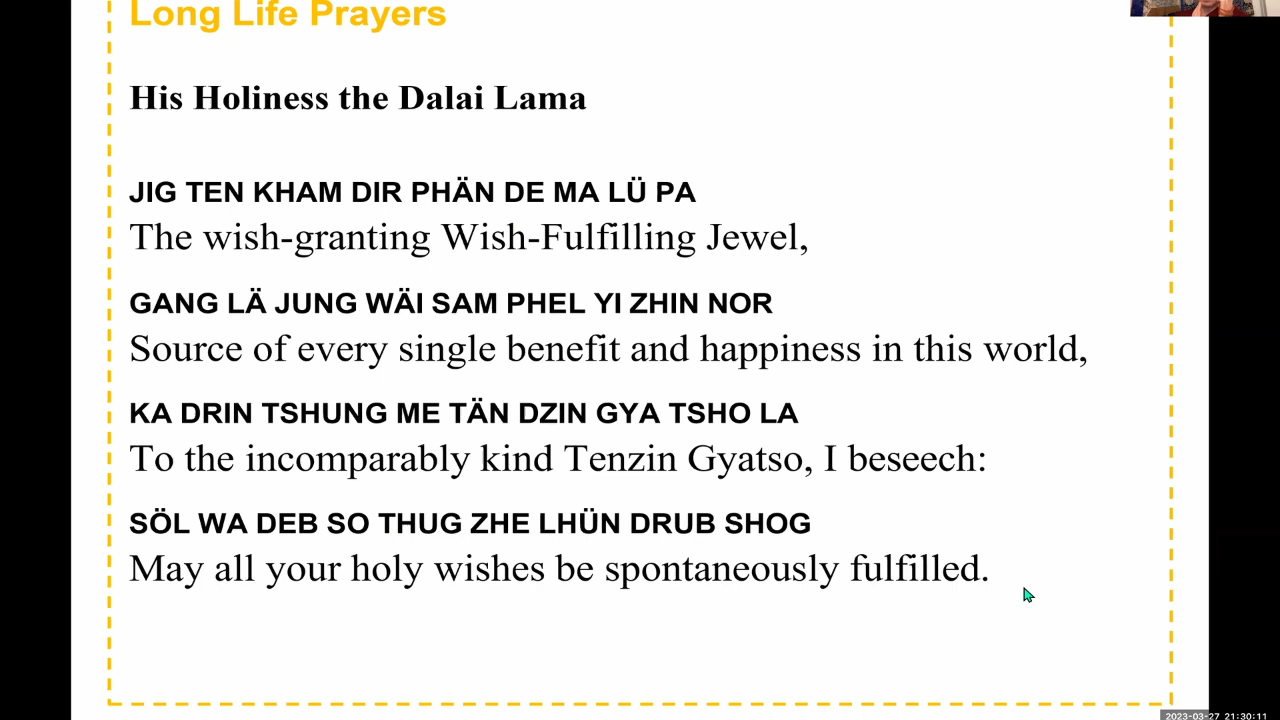 Long Life Prayers
His Holiness the Dalai Lama
JIG TEN KHAM DIR PHÄN DE MA LÜ PA
The wish-granting Wish-Fulfilling Jewel,
GANG LÄ JUNG WÄI SAM PHEL YI ZHIN NOR
Source of every single benefit and happiness in this world,
KA DRIN TSHUNG ME TÄN DZIN GYA TSHO LA
To the incomparably kind Tenzin Gyatso, I beseech:
SÖL WA DEB SO THUG ZHE LHÜN DRUB SHOG
May all your holy wishes be spontaneously fulfilled.
2023-03-27 21:30:11